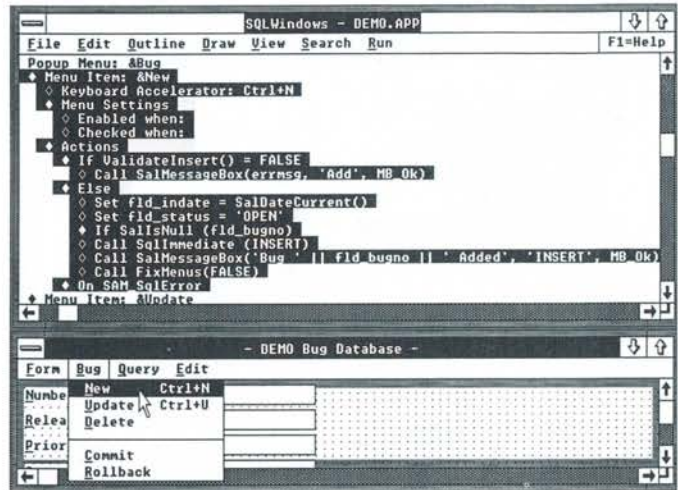 SQLWindows - DEMO.APP
File Edit Outline Draw View Search Run F1=Help
Popup Menu: &Bug
♦ Menu Item: &New
◊ Keyboard Accelerator: Ctrl+N
♦ Menu Settings
◊ Enabled when:
◊ Checked when:
♦ Actions
♦ If ValidateInsert() = FALSE
◊ Call SalMessageBox(errmsg, 'Add', MB_Ok)
♦ Else
◊ Set fld_indate = SalDateCurrent()
◊ Set fld_status = 'OPEN'
♦ If SalIsNull (fld_bugno)
◊ Call SqlImmediate (INSERT)
◊ Call SalMessageBox('Bug ' || fld_bugno || ' Added', 'INSERT', MB_Ok)
◊ Call FixMenus(FALSE)
♦ On SAM_SqlError
♦ Menu Item: &Update
- DEMO Bug Database -
Form Bug Query Edit
Numbe
New Ctrl+N
Update Ctrl+U
Relea
Delete
Prior
Commit
Rollback